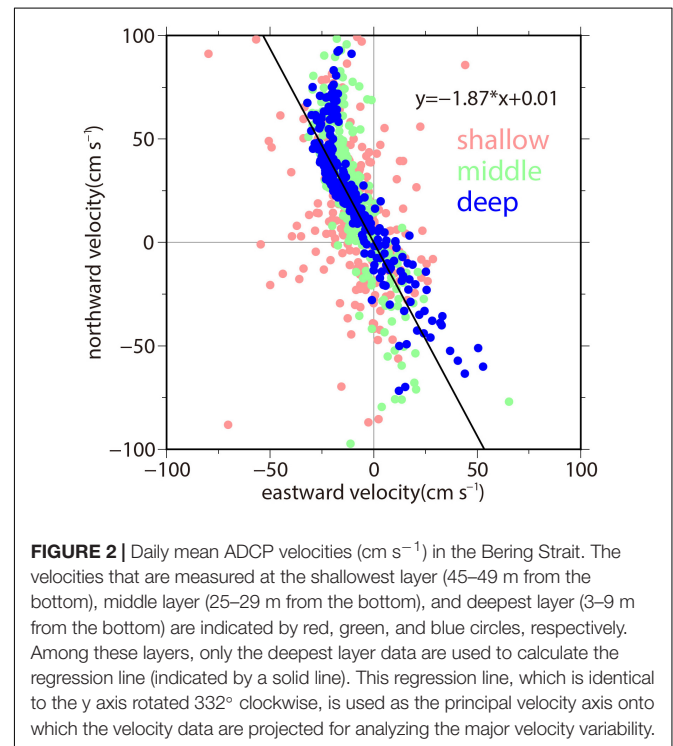 100
y=−1.87*x+0.01
50
shallow
middle
deep
northward velocity(cm s⁻¹)
0
−50
−100
−100
−50
0
50
100
eastward velocity(cm s⁻¹)
FIGURE 2 | Daily mean ADCP velocities (cm s⁻¹) in the Bering Strait. The
velocities that are measured at the shallowest layer (45–49 m from the
bottom), middle layer (25–29 m from the bottom), and deepest layer (3–9 m
from the bottom) are indicated by red, green, and blue circles, respectively.
Among these layers, only the deepest layer data are used to calculate the
regression line (indicated by a solid line). This regression line, which is identical
to the y axis rotated 332° clockwise, is used as the principal velocity axis onto
which the velocity data are projected for analyzing the major velocity variability.